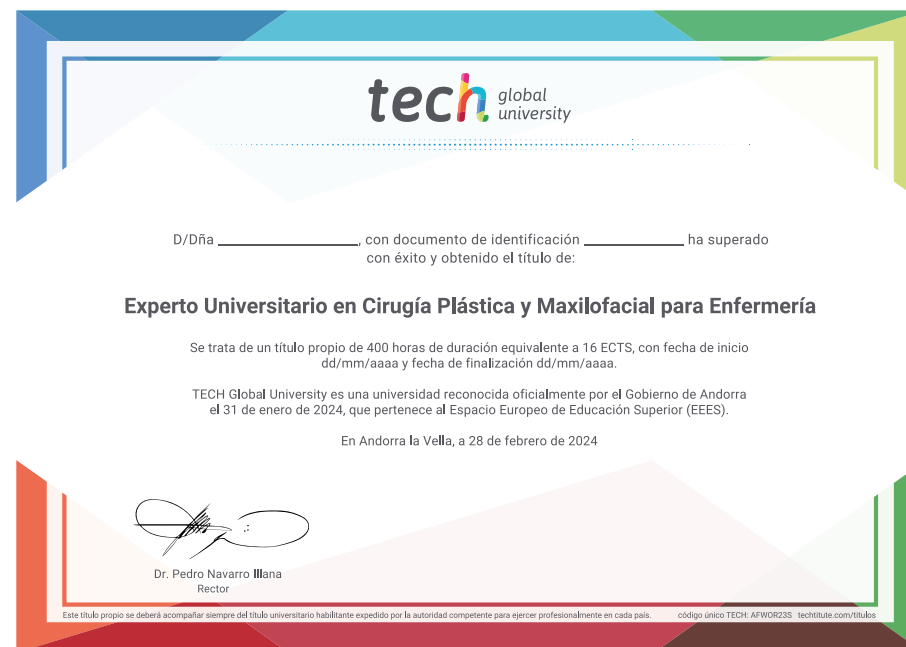 tech global university
D/Dña ______________, con documento de identificación __________ ha superado
con éxito y obtenido el título de:
Experto Universitario en Cirugía Plástica y Maxilofacial para Enfermería
Se trata de un título propio de 400 horas de duración equivalente a 16 ECTS, con fecha de inicio
dd/mm/aaaa y fecha de finalización dd/mm/aaaa.
TECH Global University es una universidad reconocida oficialmente por el Gobierno de Andorra
el 31 de enero de 2024, que pertenece al Espacio Europeo de Educación Superior (EEES).
En Andorra la Vella, a 28 de febrero de 2024
Dr. Pedro Navarro Illana
Rector
Este título propio se deberá acompañar siempre del título universitario habilitante expedido por la autoridad competente para ejercer profesionalmente en cada país. código único TECH: AFWOR23S techtitute.com/titulos